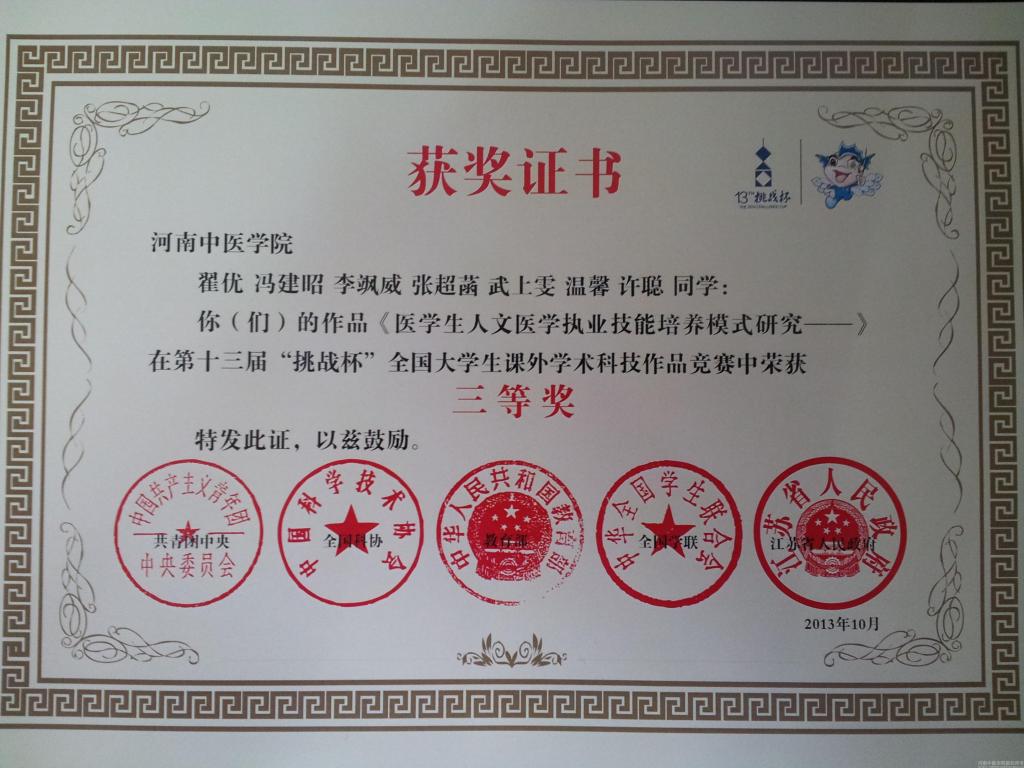 获奖证书
13TH 挑战杯
河南中医学院
翟优 冯建昭 李飒威 张超菡 武上雯 温馨 许聪 同学：
你（们）的作品《医学生人文医学执业技能培养模式研究——》
在第十三届“挑战杯”全国大学生课外学术科技作品竞赛中荣获
三等奖
特发此证，以兹鼓励。
中国共产主义青年团
共青团中央
中央委员会
中国科学技术协会
全国科协
中华人民共和国教育部
教育部
中华全国学生联合会
全国学联
江苏省人民政府
江苏省人民政府
2013年10月